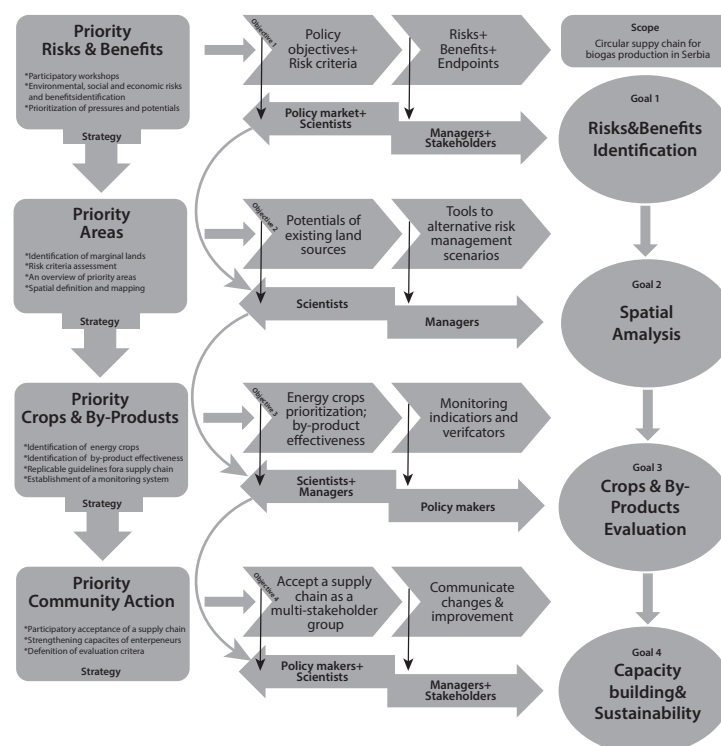 Priority
Risks & Benefits
*Participatory workshops
*Environmental, social and economic risks
and benefitsidentification
*Prioritization of pressures and potentials
Strategy
Objective 1
Policy
objectives+
Risk criteria
Risks+
Benefits+
Endpoints
Policy market+
Scientists
Managers+
Stakeholders
Scope
Circular suppy chain for
biogas production in Serbia
Goal 1
Risks&Benefits
Identification
Priority
Areas
*Identification of marginal lands
*Risk criteria assessment
*An overview of priority areas
*Spatial definition and mapping
Strategy
Objective 2
Potentials of
existing land
sources
Tools to
alternative risk
management
scenarios
Scientists
Managers
Goal 2
Spatial
Amalysis
Priority
Crops & By-Produsts
*Identification of energy crops
*Identification of by-product effectiveness
*Replicable guidelines fora supply chain
*Establishment of a monitoring system
Strategy
Objective 3
Energy crops
prioritization;
by-product
effectiveness
Monitoring
indicatiors and
verifcators
Scientists+
Managers
Policy makers
Goal 3
Crops & By-
Products
Evaluation
Priority
Community Action
*Participatory acceptance of a supply chain
*Strengthening capacites of enterpeneurs
*Defenition of evaluation critera
Strategy
Objective 4
Accept a supply
chain as a
multi-stakeholder
group
Communicate
changes &
improvement
Policy makers+
Scientists
Managers+
Stakeholders
Goal 4
Capacity
building&
Sustainability